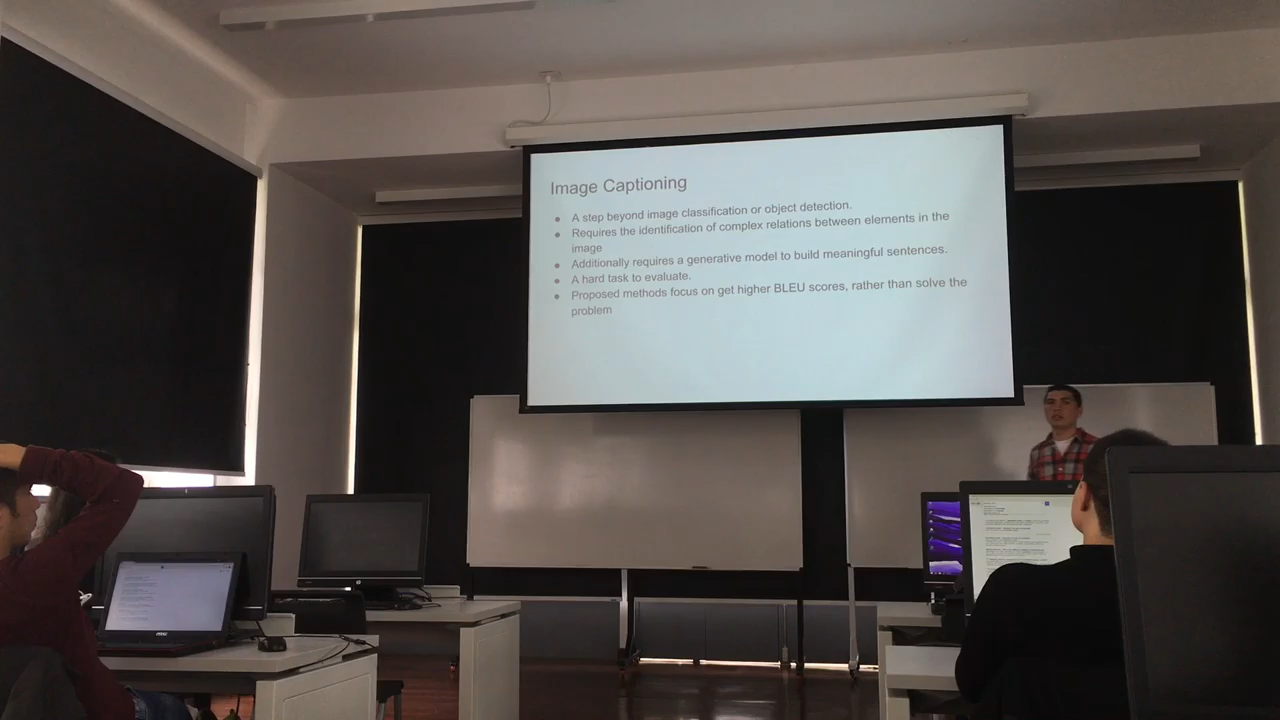 Image Captioning
● A step beyond image classification or object detection.
● Requires the identification of complex relations between elements in the
image
● Additionally requires a generative model to build meaningful sentences.
● A hard task to evaluate.
● Proposed methods focus on get higher BLEU scores, rather than solve the
problem
msi
hp